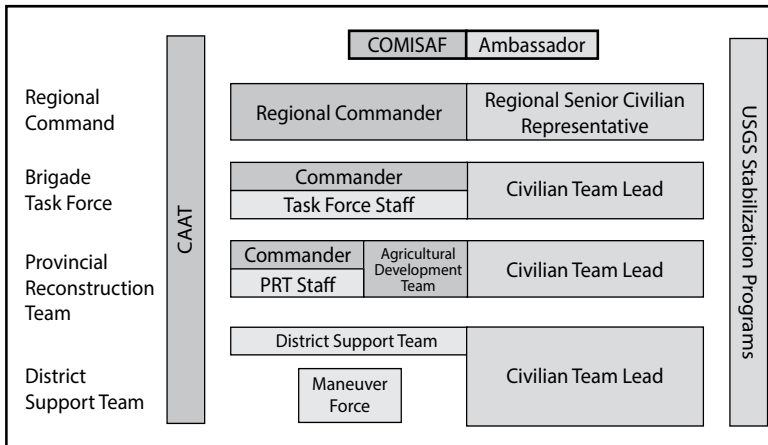 COMISAF Ambassador
Regional
Command
Regional Commander
Regional Senior Civilian
Representative
Brigade
Task Force
Commander
Task Force Staff
Civilian Team Lead
Provincial
Reconstruction
Team
Commander
PRT Staff
Agricultural
Development
Team
Civilian Team Lead
District
Support Team
District Support Team
Maneuver
Force
Civilian Team Lead
CAAT
USGS Stabilization Programs